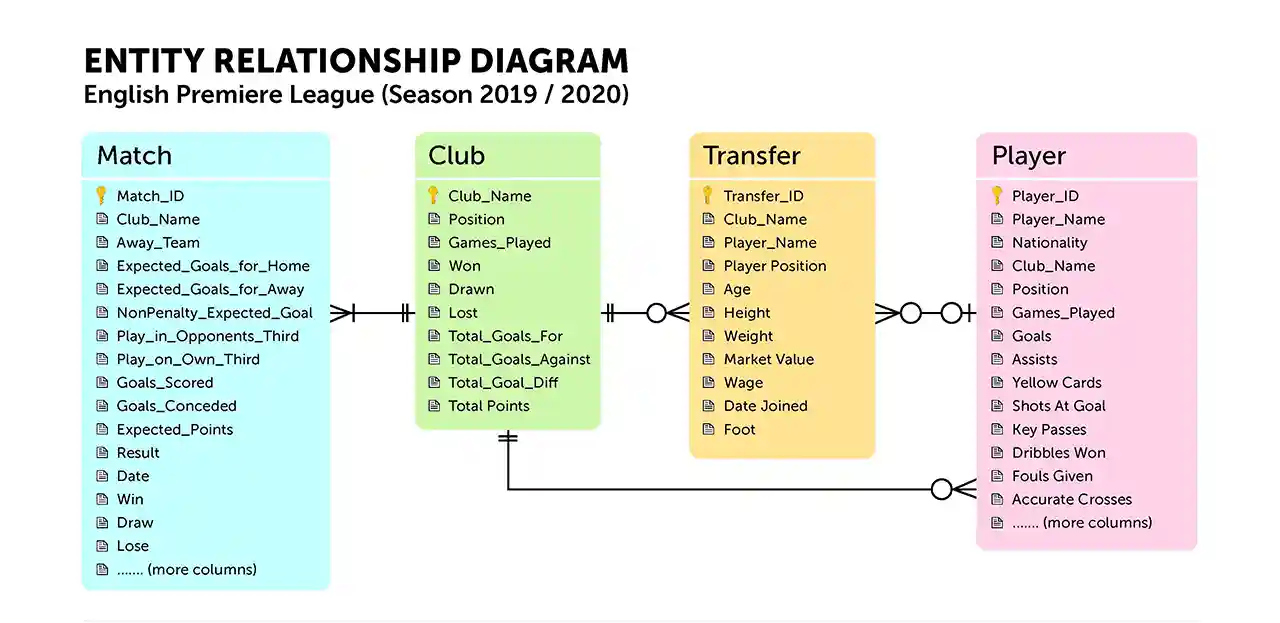 ENTITY RELATIONSHIP DIAGRAM
English Premiere League (Season 2019 / 2020)
Match
Match_ID
Club_Name
Away_Team
Expected_Goals_for_Home
Expected_Goals_for_Away
NonPenalty_Expected_Goal
Play_in_Opponents_Third
Play_on_Own_Third
Goals_Scored
Goals_Conceded
Expected_Points
Result
Date
Win
Draw
Lose
....... (more columns)
Club
Club_Name
Position
Games_Played
Won
Drawn
Lost
Total_Goals_For
Total_Goals_Against
Total_Goal_Diff
Total Points
Transfer
Transfer_ID
Club_Name
Player_Name
Player Position
Age
Height
Weight
Market Value
Wage
Date Joined
Foot
Player
Player_ID
Player_Name
Nationality
Club_Name
Position
Games_Played
Goals
Assists
Yellow Cards
Shots At Goal
Key Passes
Dribbles Won
Fouls Given
Accurate Crosses
....... (more columns)